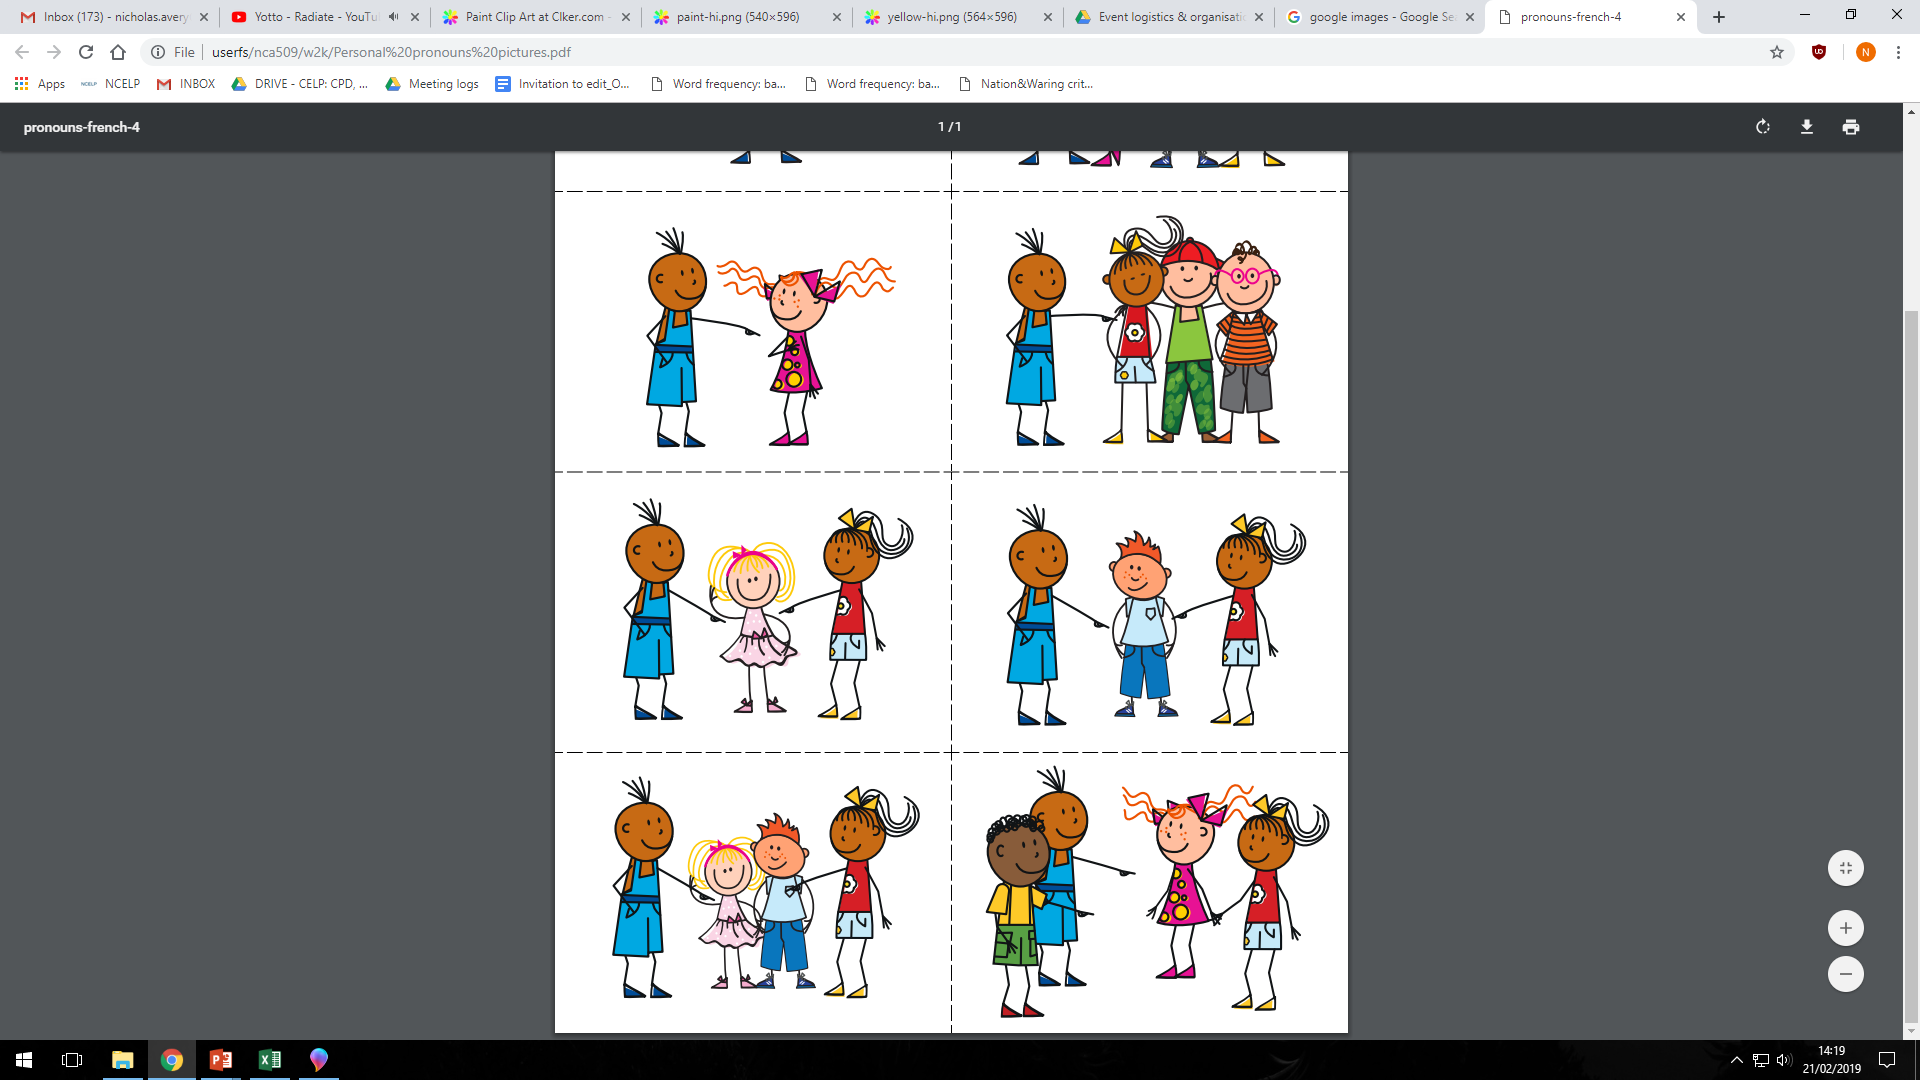 Inbox (173) - nicholas.avery
Yotto - Radiate - YouTu
Paint Clip Art at Clker.com -
paint-hi.png (540×596)
yellow-hi.png (564×596)
Event logistics & organisati
google images - Google Se
pronouns-french-4
File
userfs/nca509/w2k/Personal%20pronouns%20pictures.pdf
N
Apps
NCELP
NCELP
INBOX
DRIVE - CELP: CPD, ...
Meeting logs
Invitation to edit_O...
Word frequency: ba...
Word frequency: ba...
Nation&Waring crit...
pronouns-french-4
1 / 1
14:19
21/02/2019